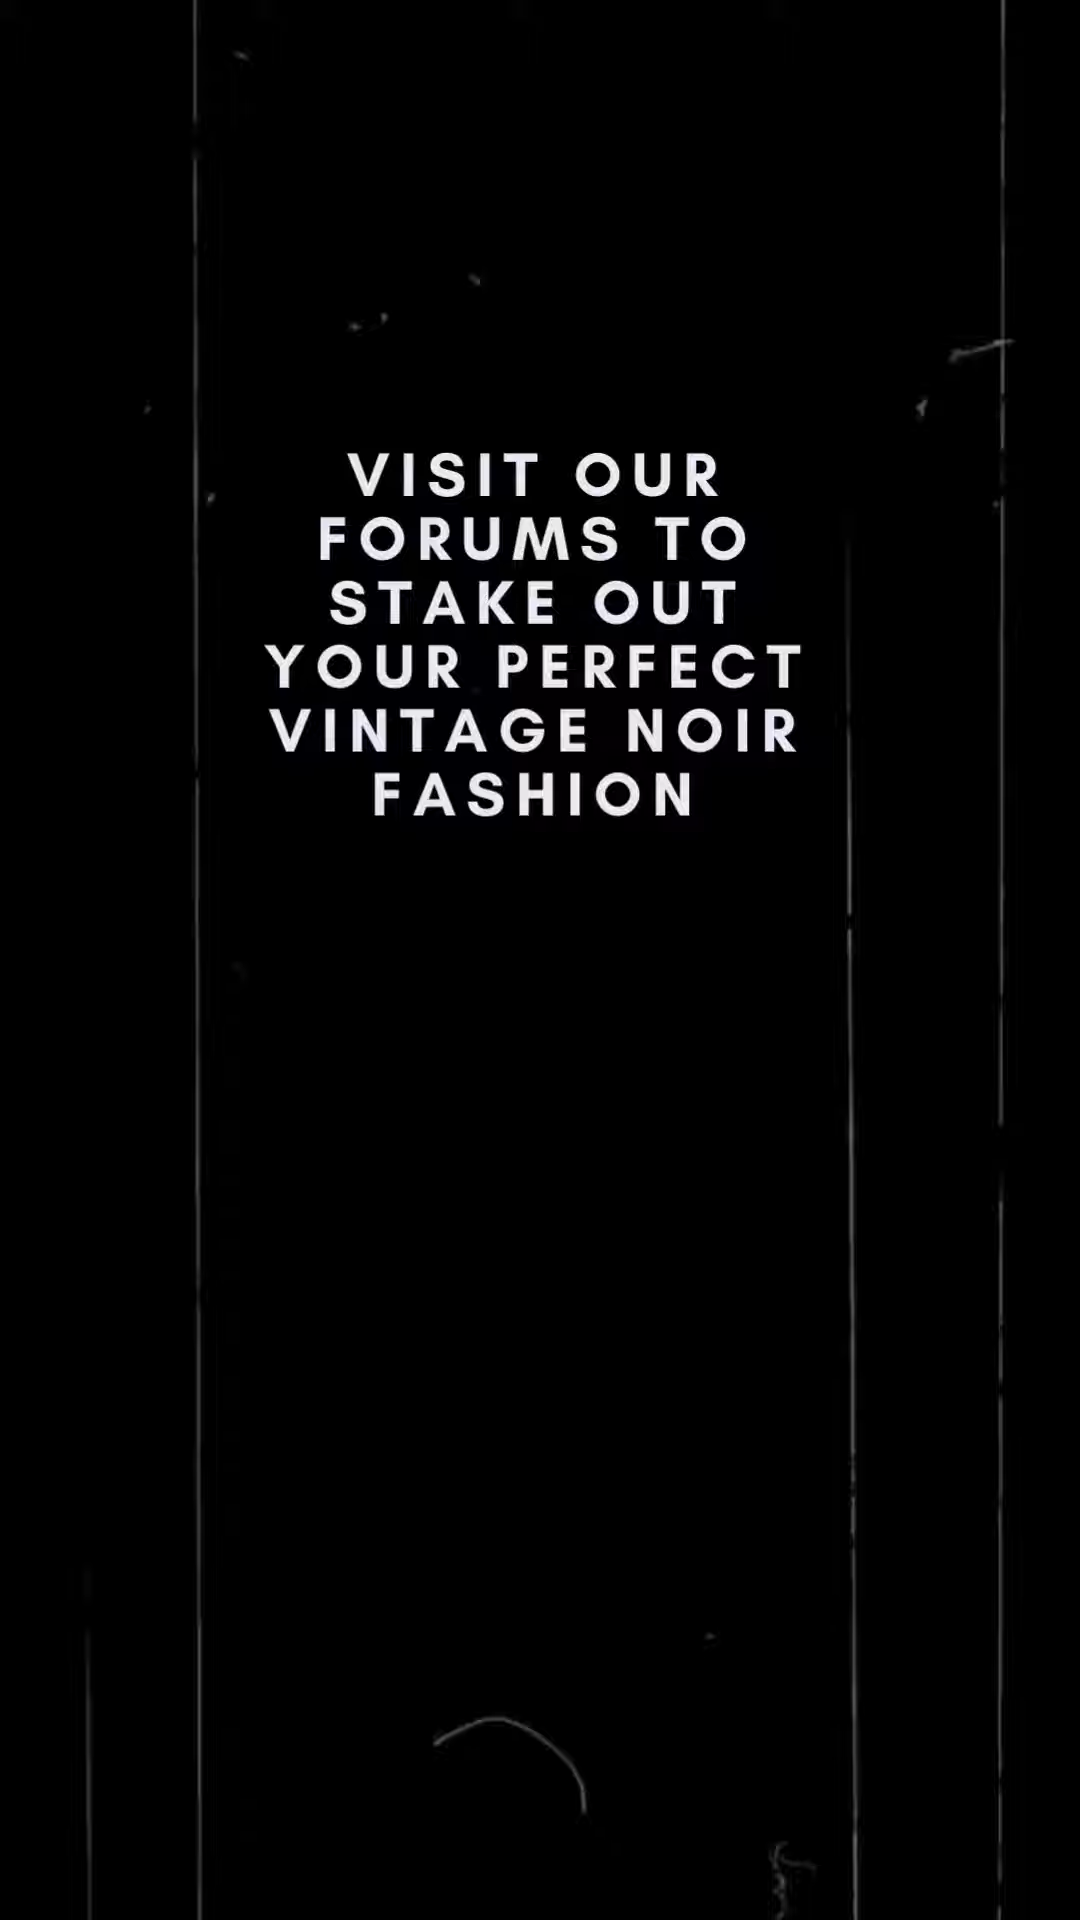 VISIT OUR
FORUMS TO
STAKE OUT
YOUR PERFECT
VINTAGE NOIR
FASHION